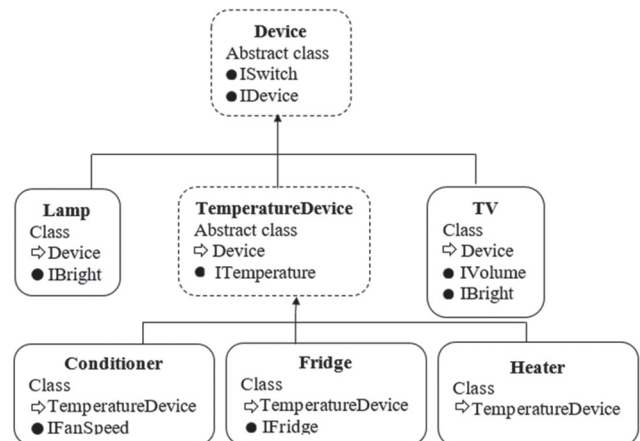 Device
Abstract class
● ISwitch
● IDevice
Lamp
Class
⇨ Device
● IBright
TemperatureDevice
Abstract class
⇨ Device
● ITemperature
TV
Class
⇨ Device
● IVolume
● IBright
Conditioner
Class
⇨ TemperatureDevice
● IFanSpeed
Fridge
Class
⇨ TemperatureDevice
● IFridge
Heater
Class
⇨ TemperatureDevice